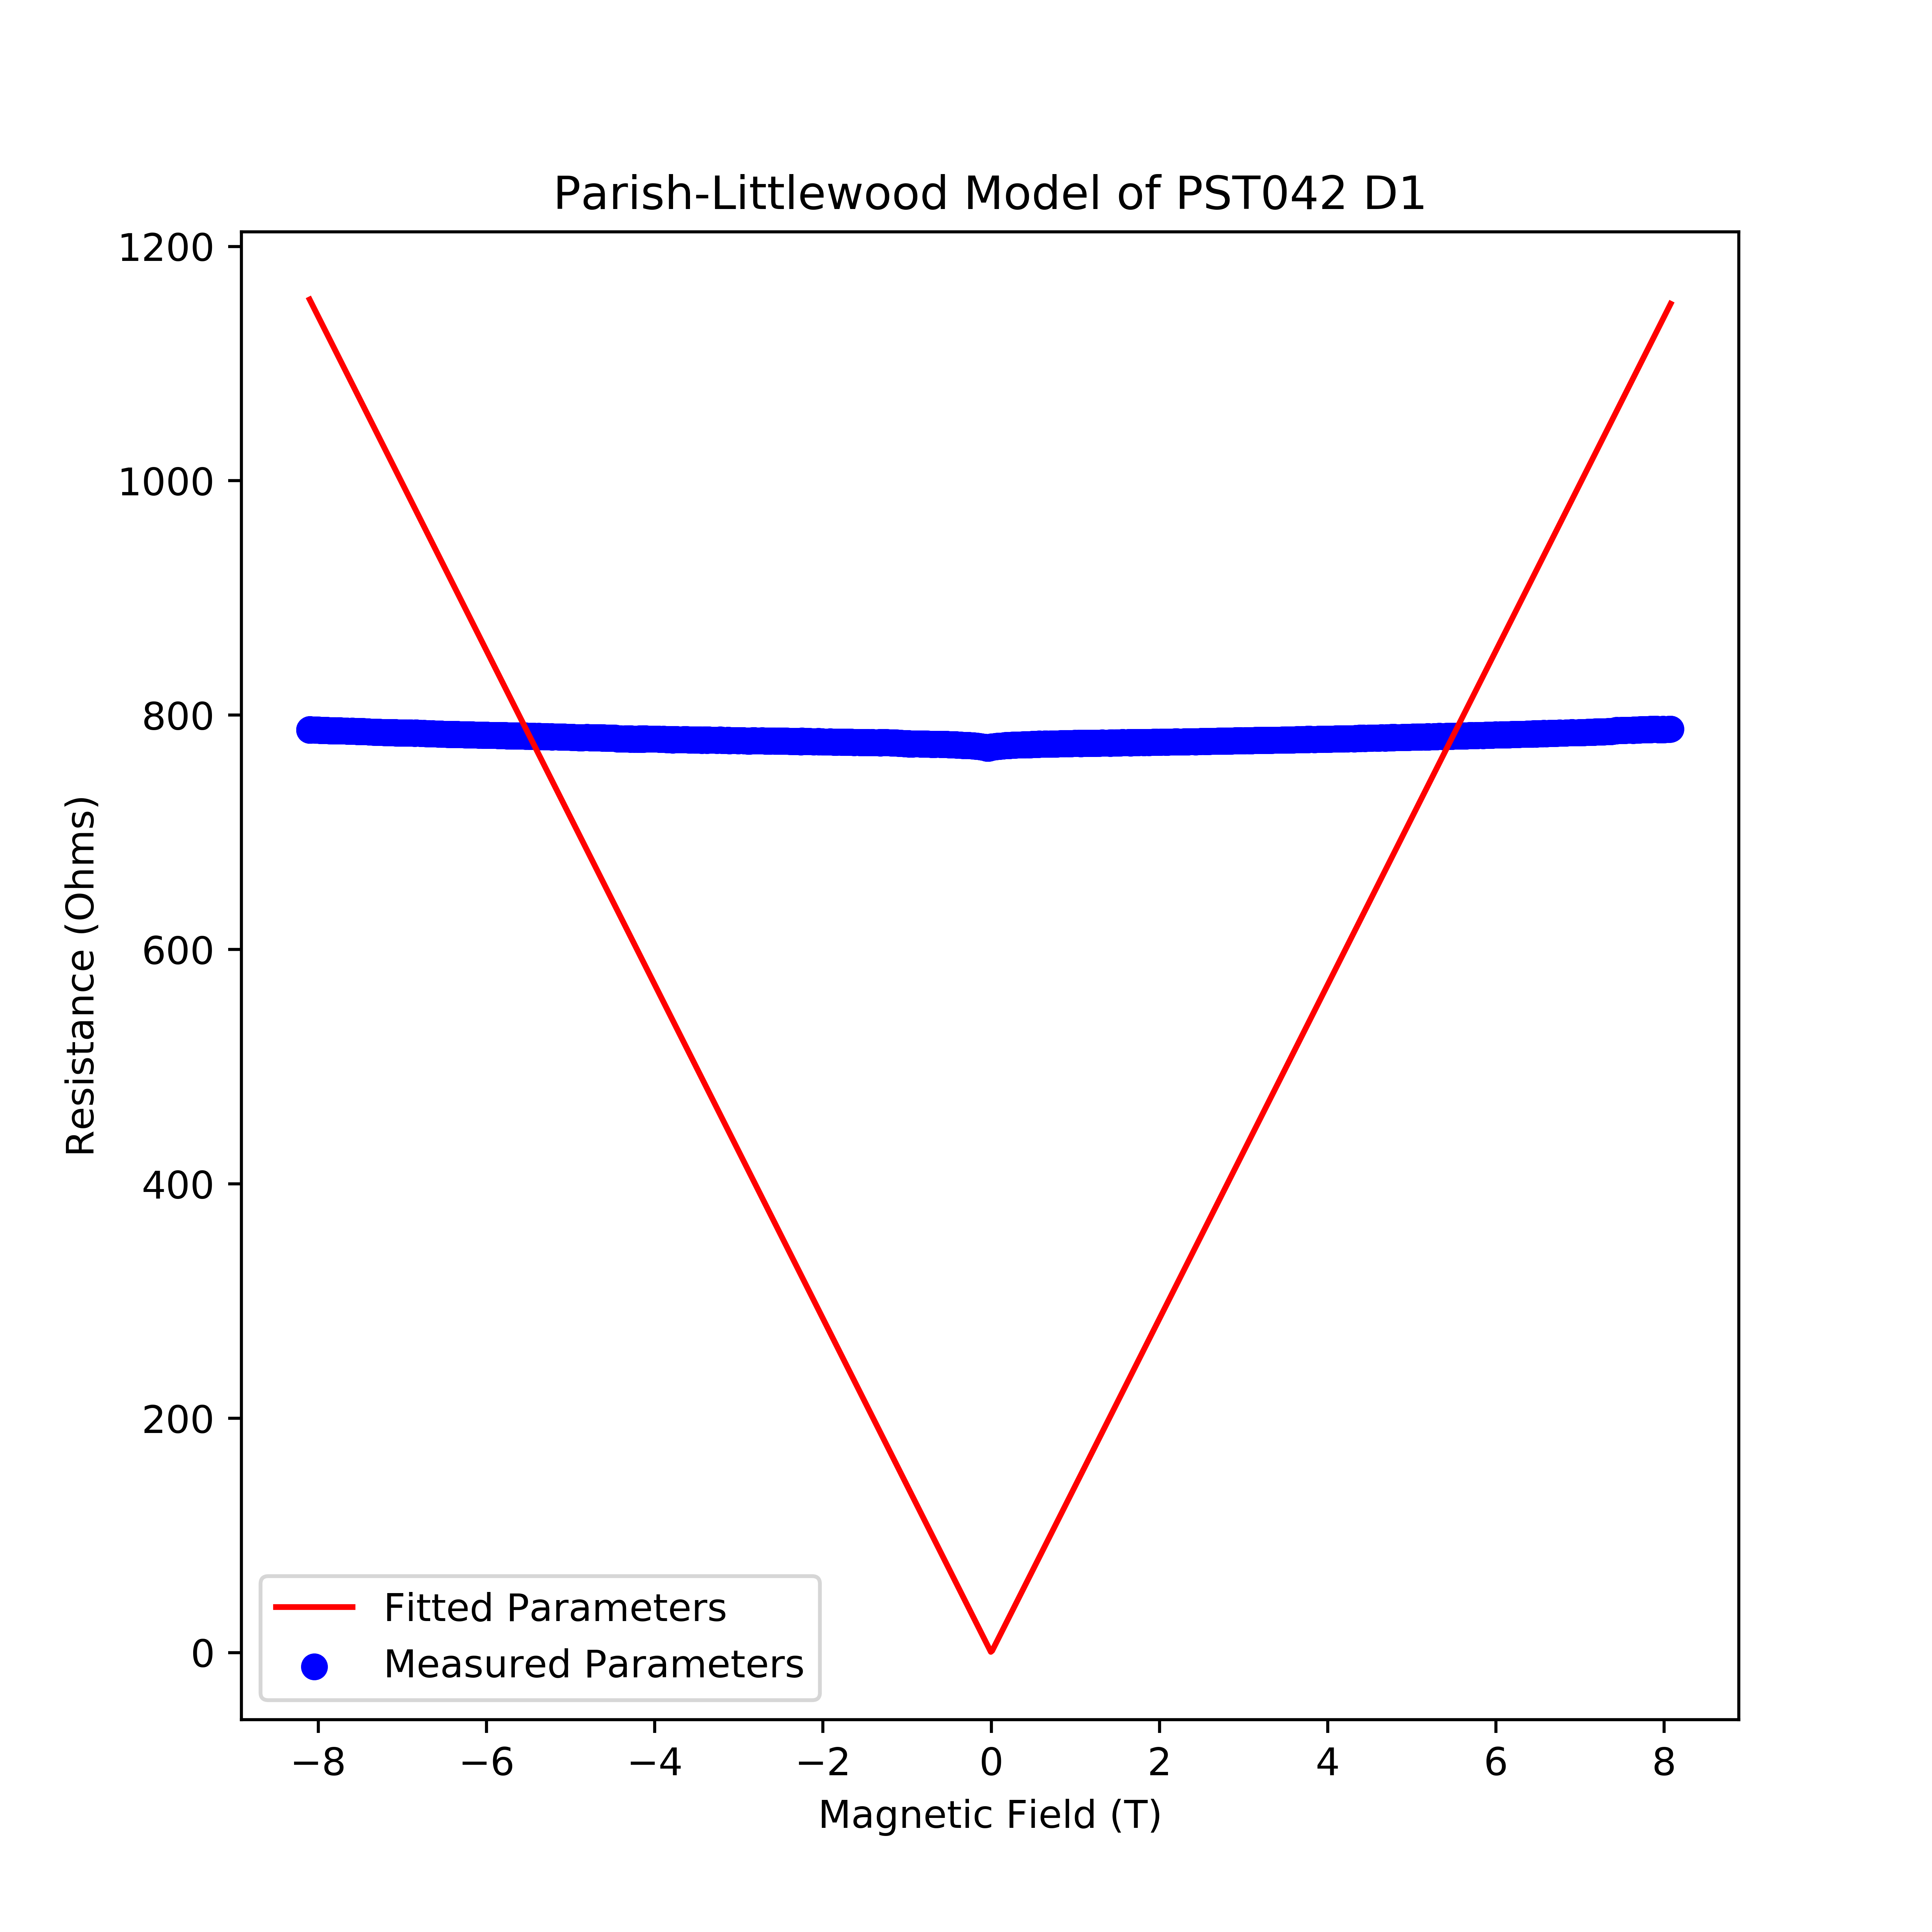 Parish-Littlewood Model of PST042 D1
1200
1000
800
600
400
200
0
Resistance (Ohms)
Fitted Parameters
Measured Parameters
−8 −6 −4 −2 0 2 4 6 8
Magnetic Field (T)